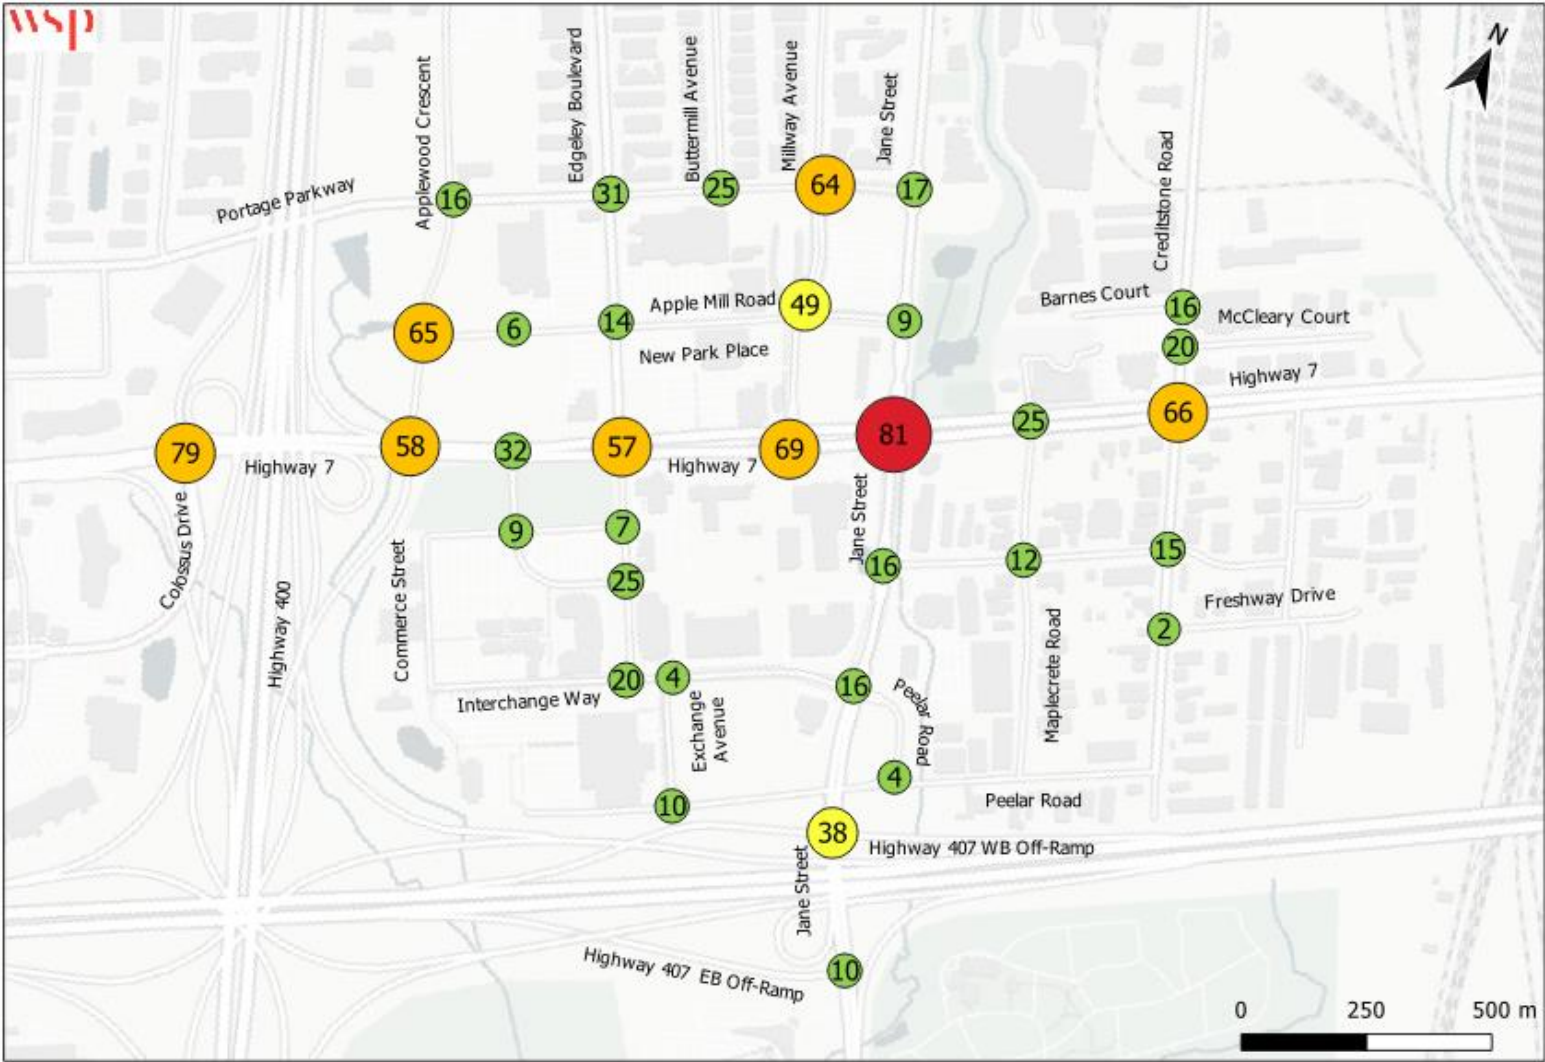 wsp
N
Applewood Crescent
Edgeley Boulevard
Buttermill Avenue
Millway Avenue
Jane Street
Creditstone Road
Portage Parkway
16
31
25
64
17
Apple Mill Road
49
Barnes Court
16
McCleary Court
65
6
14
9
20
New Park Place
Highway 7
79
58
32
57
69
81
25
66
Highway 7
Highway 7
Colossus Drive
Jane Street
9
7
16
12
15
25
Highway 400
Commerce Street
Freshway Drive
2
Maplecrete Road
20
4
16
Peelar Road
Interchange Way
Exchange
Avenue
4
10
Peelar Road
38
Highway 407 WB Off-Ramp
Jane Street
Highway 407 EB Off-Ramp
10
0 250 500 m